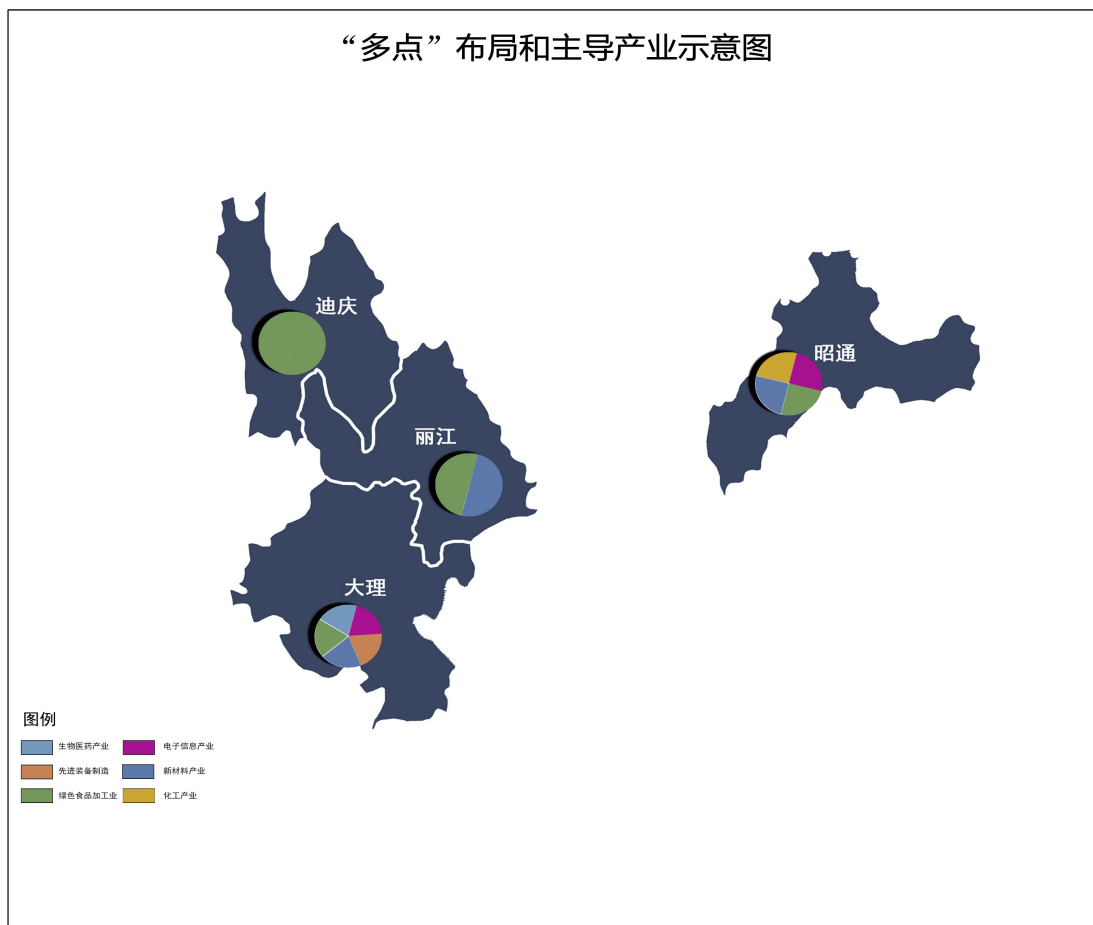 “多点”布局和主导产业示意图
迪庆
昭通
丽江
大理
图例
生物医药产业 电子信息产业
先进装备制造 新材料产业
绿色食品加工业 化工产业